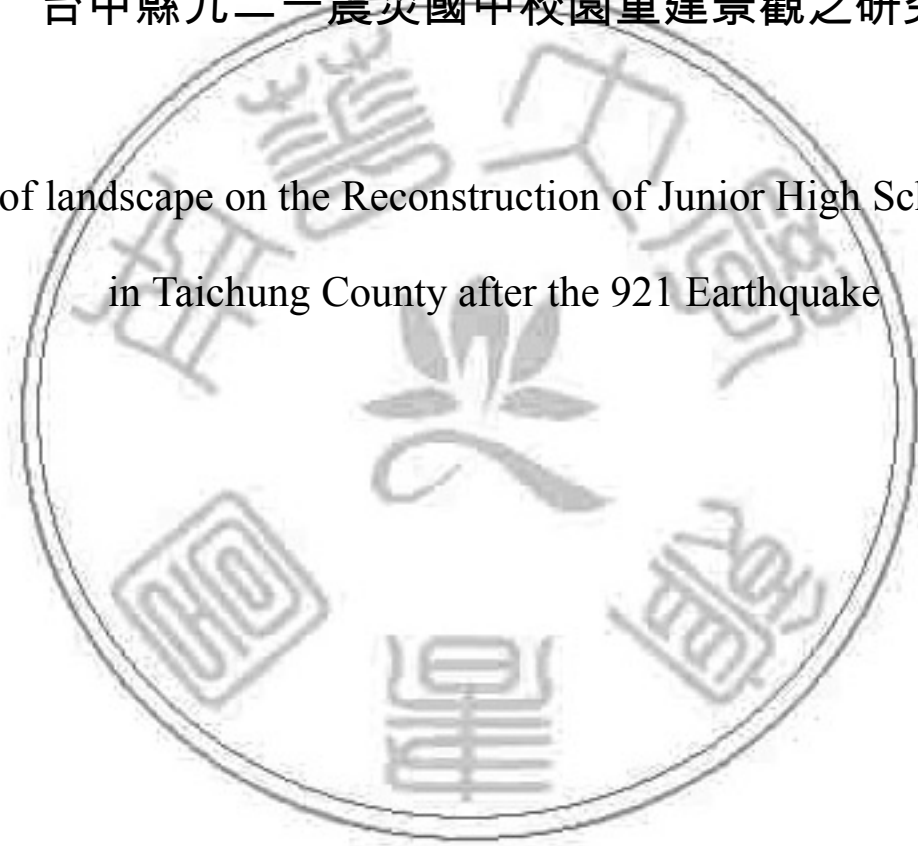 台中縣九二一震災國中校園重建景觀之研究
of landscape on the Reconstruction of Junior High
in Taichung County after the 921 Earthquake